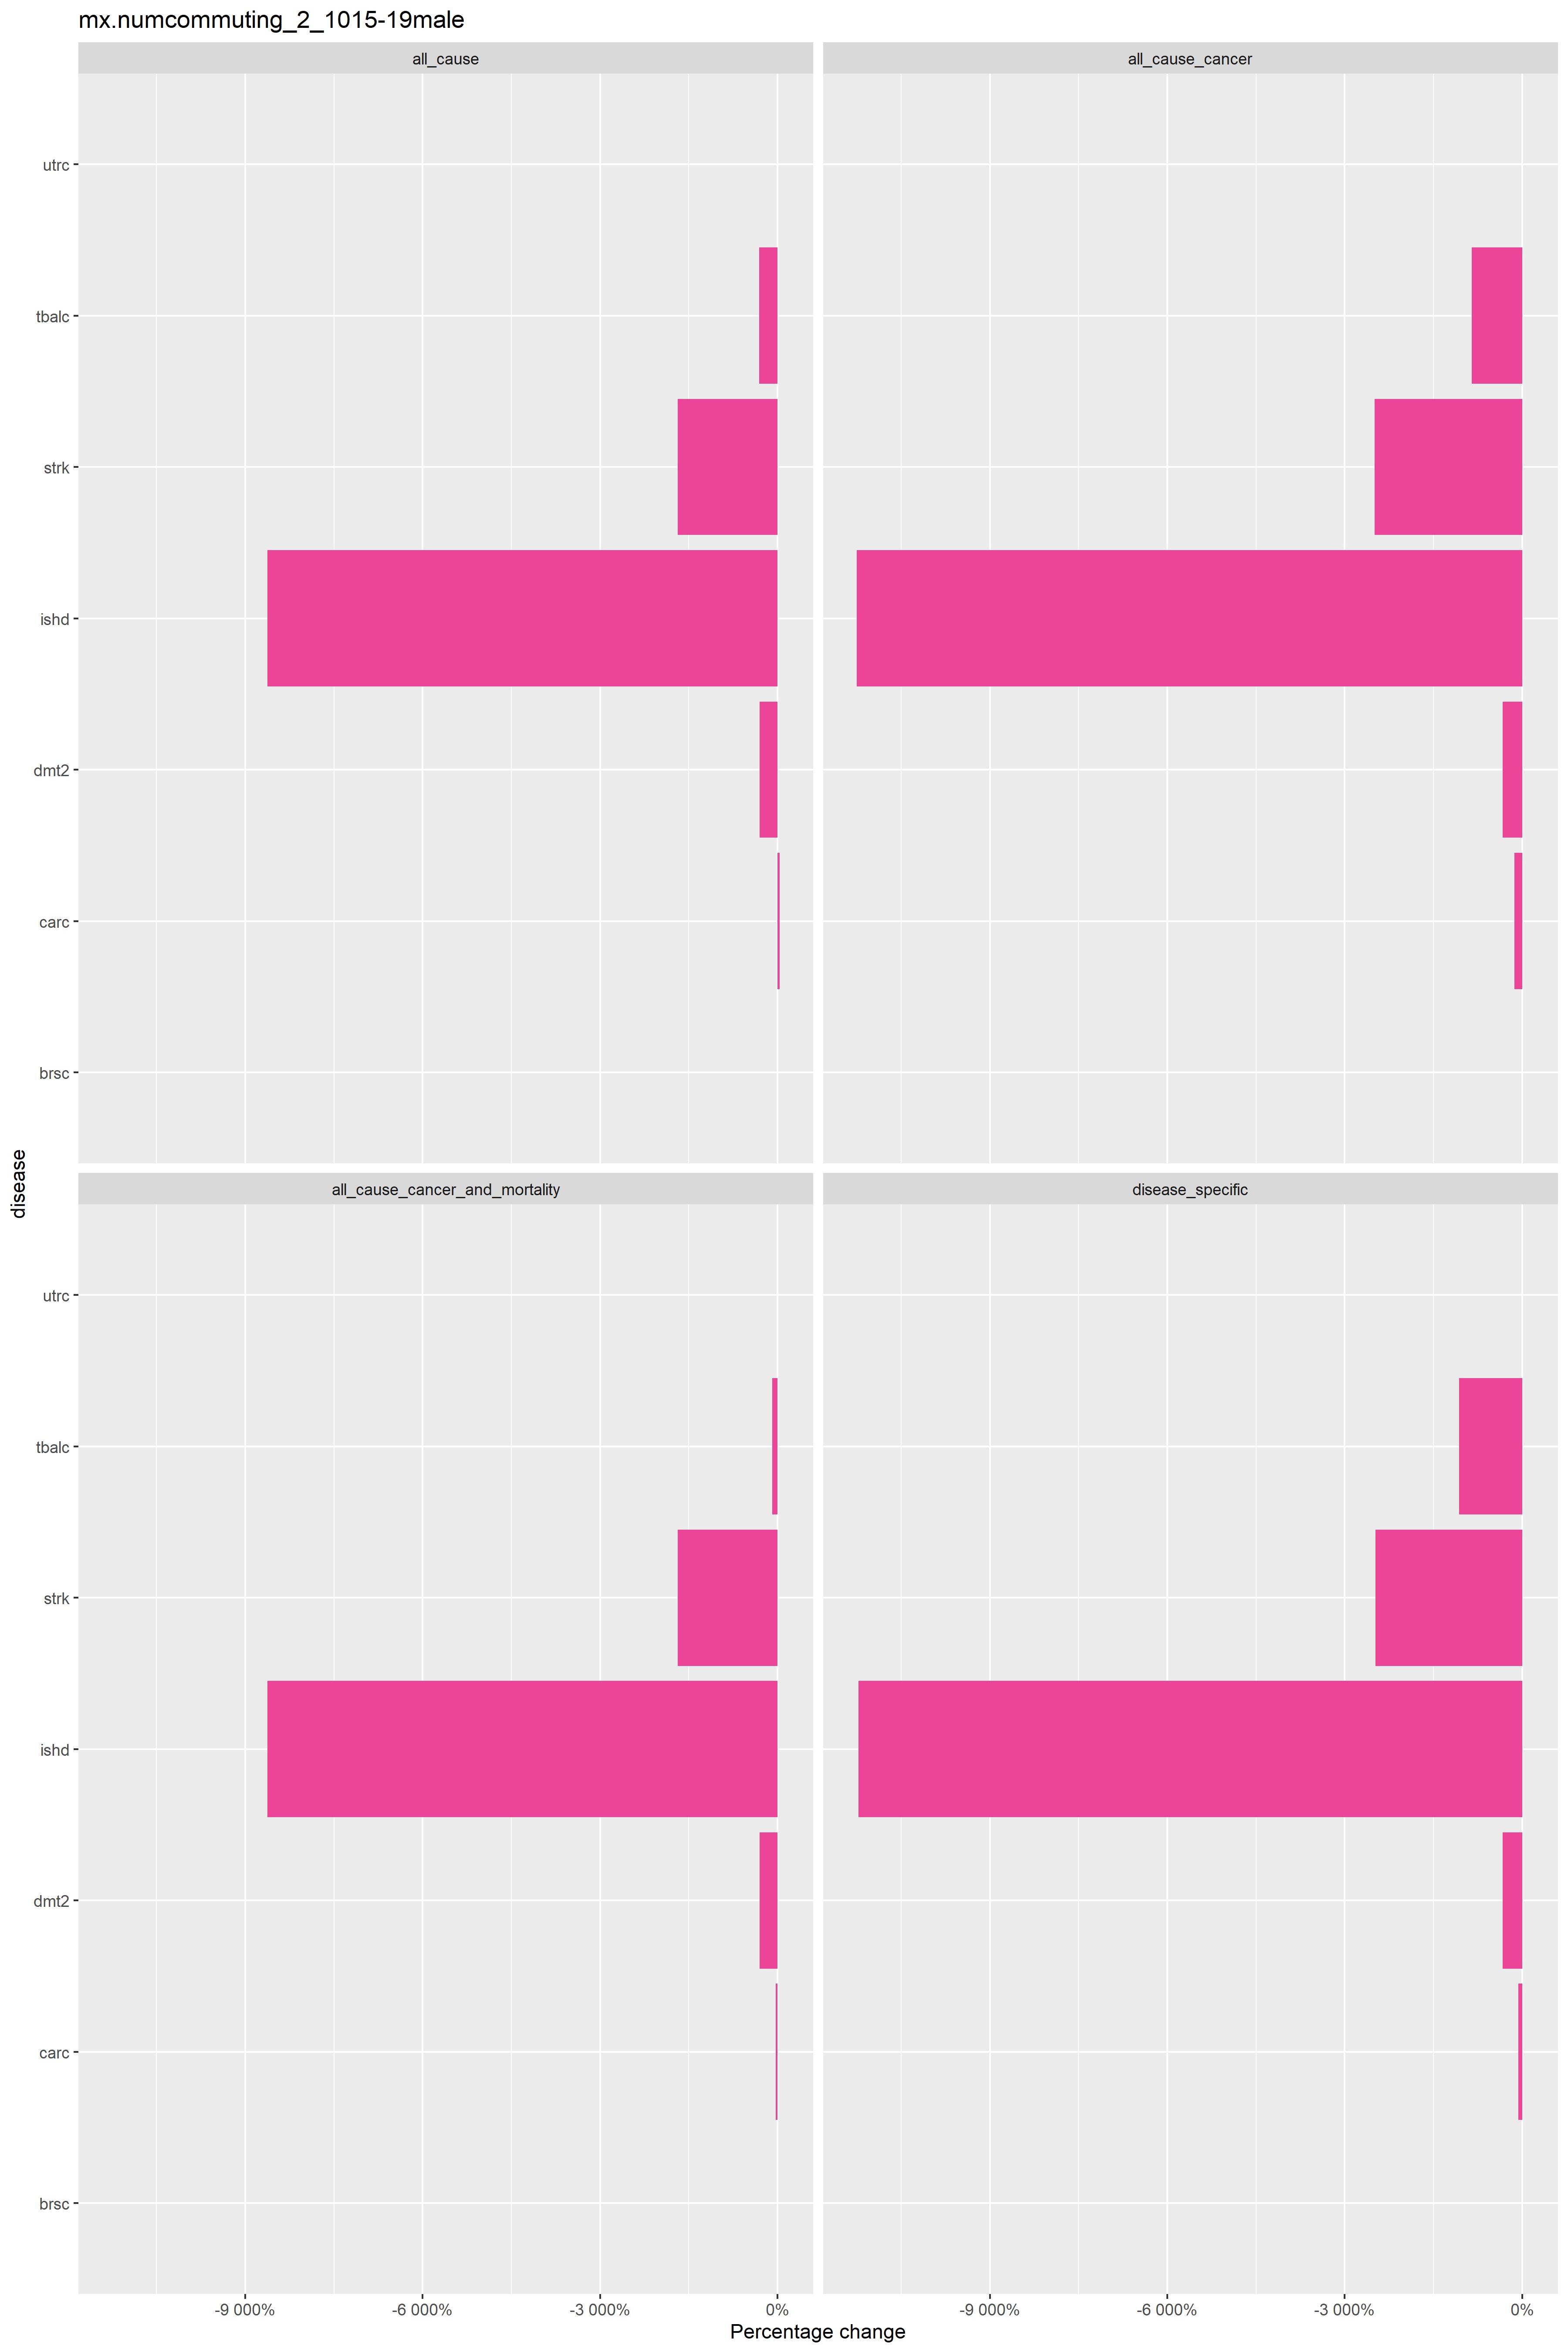 mx.numcommuting_2_1015-19male
all_cause
all_cause_cancer
utrc
tbalc
strk
ishd
dmt2
carc
brsc
disease
all_cause_cancer_and_mortality
disease_specific
utrc
tbalc
strk
ishd
dmt2
carc
brsc
-9 000%
-6 000%
-3 000%
0%
-9 000%
-6 000%
-3 000%
0%
Percentage change